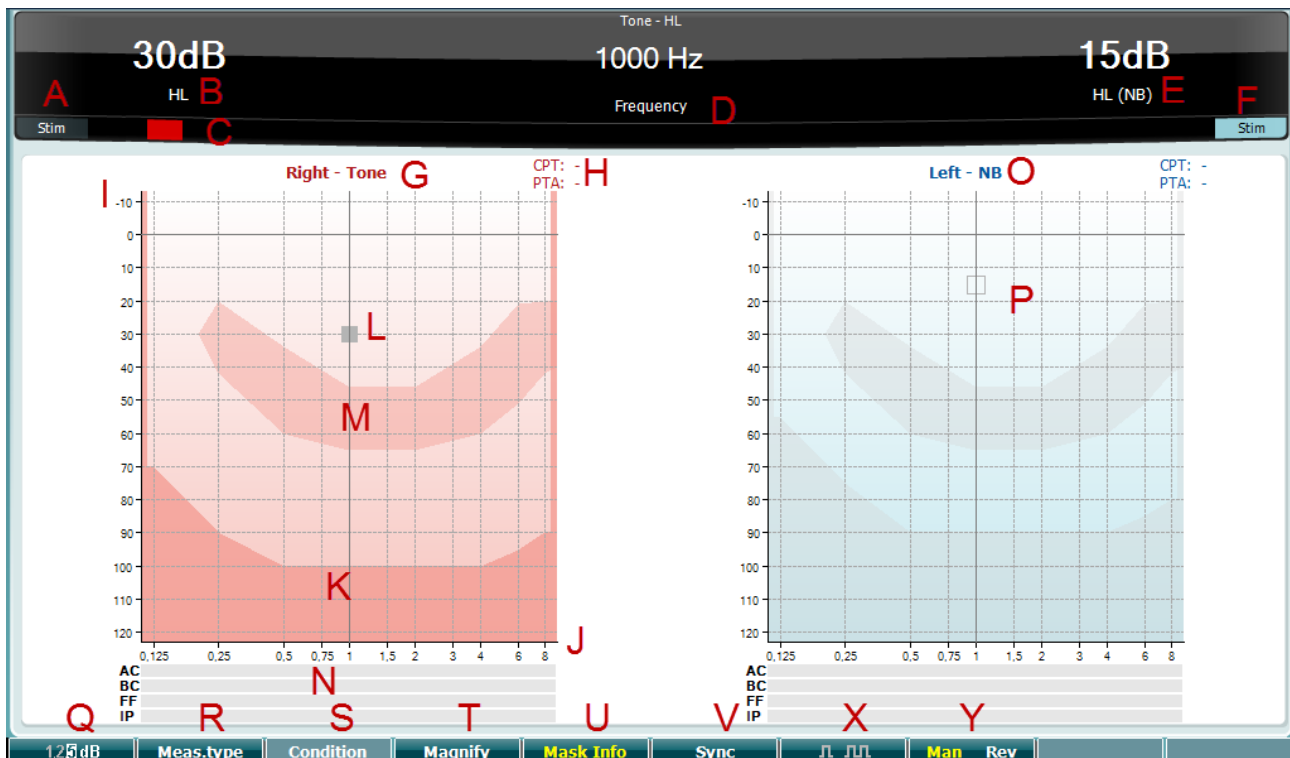 Tone - HL
30dB 1000 Hz 15dB
A HL B HL (NB) E F
Frequency D
Stim C Stim
Right - Tone G CPT: - H Left - NB O CPT: -
PTA: - PTA: -
I -10 -10
0 0
10 10
20 P 20
30 L 30
40 40
50 M 50
60 60
70 70
80 80
90 90
100 K 100
110 110
120 J 120
0,125 0,25 0,5 0,75 1 1,5 2 3 4 6 8 0,125 0,25 0,5 0,75 1 1,5 2 3 4 6 8
AC N AC
BC BC
FF FF
IP IP
Q R S T U V X Y
1,2,5 dB Meas.type Condition Magnify Mask Info Sync Man Rev